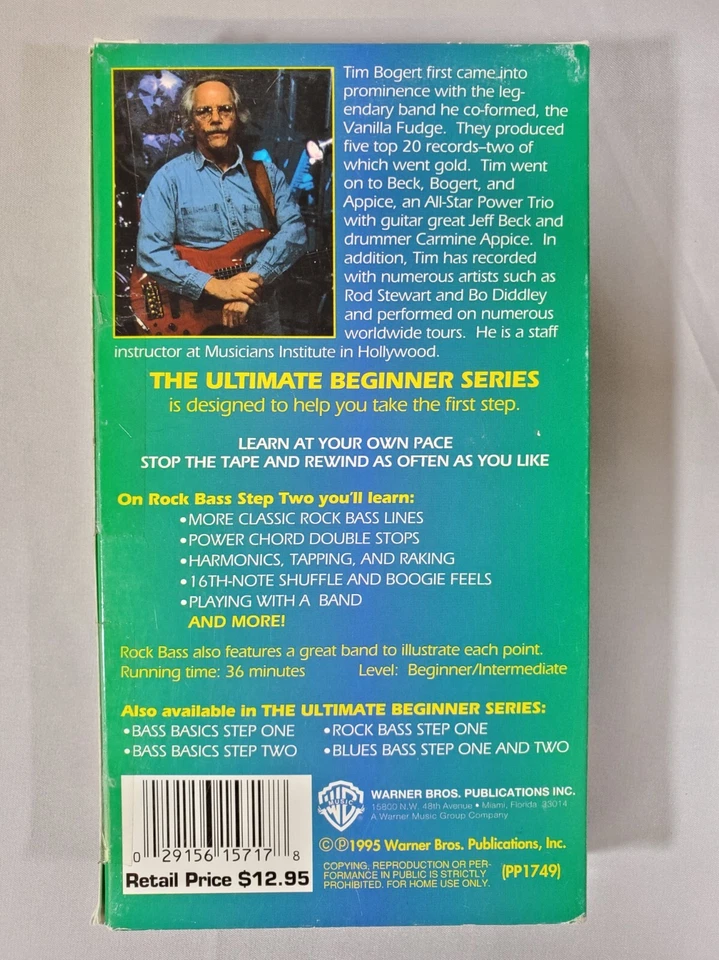 Tim Bogert first came into
prominence with the leg-
endary band he co-formed, the
Vanilla Fudge. They produced
five top 20 records–two of
which went gold. Tim went
on to Beck, Bogert, and
Appice, an All-Star Power Trio
with guitar great Jeff Beck and
drummer Carmine Appice. In
addition, Tim has recorded
with numerous artists such as
Rod Stewart and Bo Diddley
and performed on numerous
worldwide tours. He is a staff
instructor at Musicians Institute in Hollywood.
THE ULTIMATE BEGINNER SERIES
is designed to help you take the first step.
LEARN AT YOUR OWN PACE
STOP THE TAPE AND REWIND AS OFTEN AS YOU LIKE
On Rock Bass Step Two you'll learn:
•MORE CLASSIC ROCK BASS LINES
•POWER CHORD DOUBLE STOPS
•HARMONICS, TAPPING, AND RAKING
•16TH-NOTE SHUFFLE AND BOOGIE FEELS
•PLAYING WITH A BAND
AND MORE!
Rock Bass also features a great band to illustrate each point.
Running time: 36 minutes Level: Beginner/Intermediate
Also available in THE ULTIMATE BEGINNER SERIES:
•BASS BASICS STEP ONE •ROCK BASS STEP ONE
•BASS BASICS STEP TWO •BLUES BASS STEP ONE AND TWO
0 29156 15717 8
Retail Price $12.95
WB MUSIC
WARNER BROS. PUBLICATIONS INC.
15800 N.W. 48th Avenue • Miami, Florida 33014
A Warner Music Group Company
©℗1995 Warner Bros. Publications, Inc.
COPYING, REPRODUCTION OR PER-
FORMANCE IN PUBLIC IS STRICTLY
PROHIBITED. FOR HOME USE ONLY.
(PP1749)